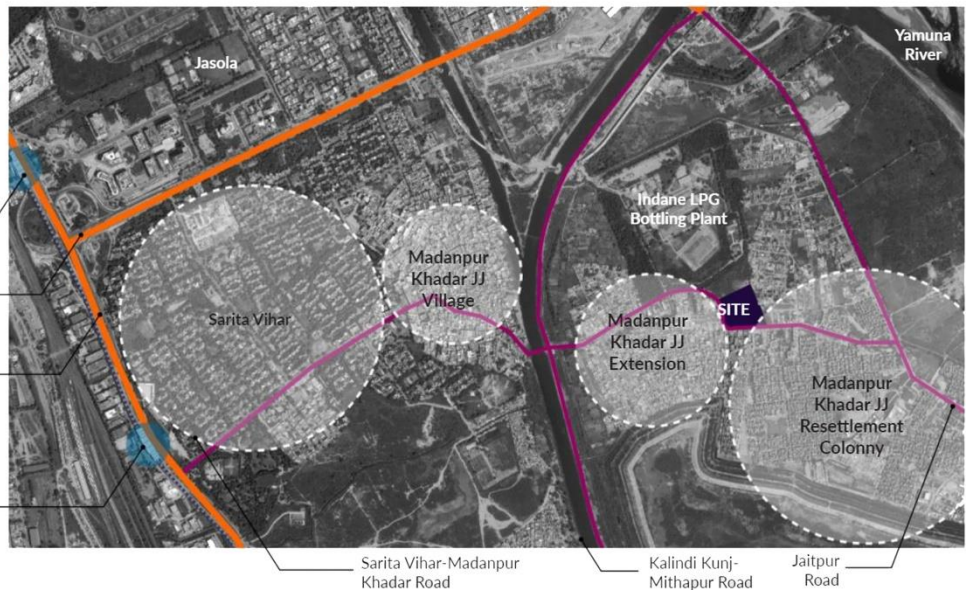 Jasola
Yamuna
River
Indane LPG
Bottling Plant
Madanpur
Khadar JJ
Village
Sarita Vihar
SITE
Madanpur
Khadar JJ
Extension
Madanpur
Khadar JJ
Resettlement
Colonny
Sarita Vihar-Madanpur
Khadar Road
Kalindi Kunj-
Mithapur Road
Jaitpur
Road